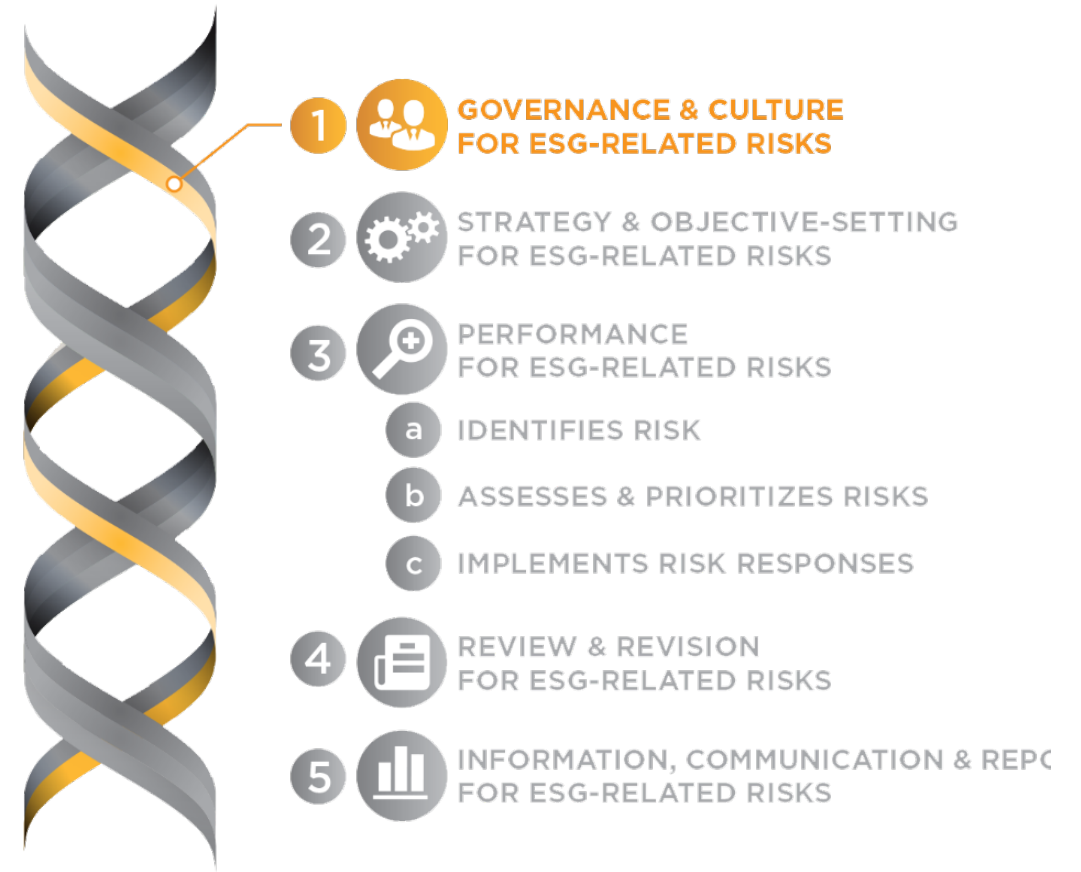 1 GOVERNANCE & CULTURE
FOR ESG-RELATED RISKS
2 STRATEGY & OBJECTIVE-SETTING
FOR ESG-RELATED RISKS
3 PERFORMANCE
FOR ESG-RELATED RISKS
a IDENTIFIES RISK
b ASSESSES & PRIORITIZES RISKS
c IMPLEMENTS RISK RESPONSES
4 REVIEW & REVISION
FOR ESG-RELATED RISKS
5 INFORMATION, COMMUNICATION &
FOR ESG-RELATED RISKS